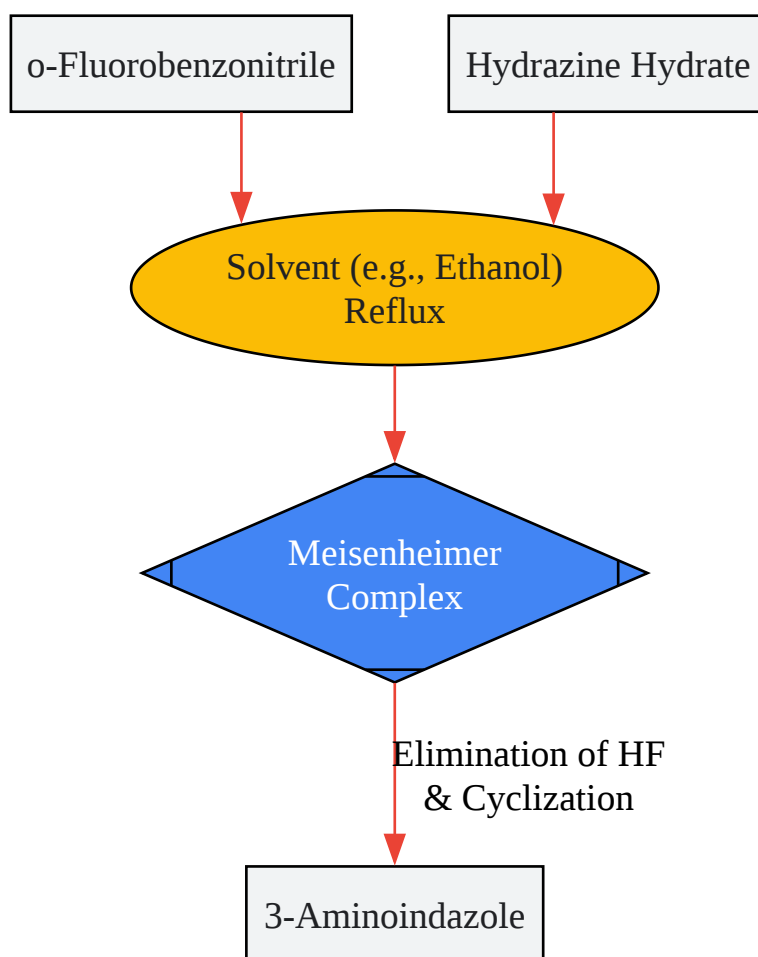 o-Fluorobenzonitrile
Hydrazine Hydrate
Solvent (e.g., Ethanol)
Reflux
Meisenheimer
Complex
Elimination of HF
& Cyclization
3-Aminoindazole